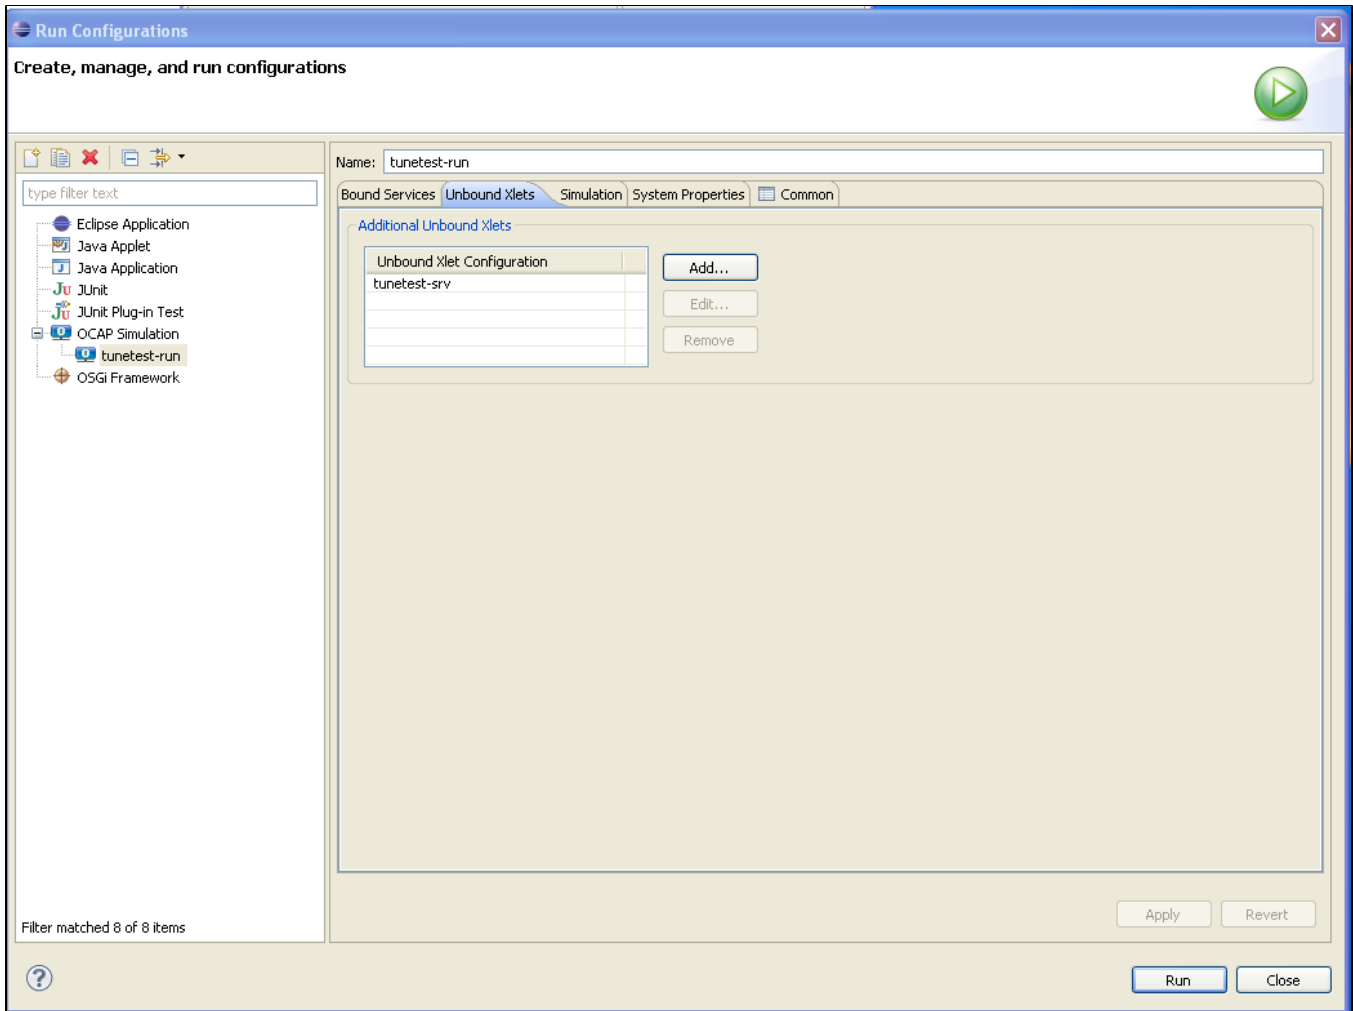 Run Configurations
Create, manage, and run configurations
type filter text
Eclipse Application
Java Applet
Java Application
Ju JUnit
JUnit Plug-in Test
OCAP Simulation
tunetest-run
OSGi Framework
Filter matched 8 of 8 items
Name: tunetest-run
Bound Services Unbound Xlets Simulation System Properties Common
Additional Unbound Xlets
Unbound Xlet Configuration
tunetest-srv
Add...
Edit...
Remove
Apply Revert
? Run Close